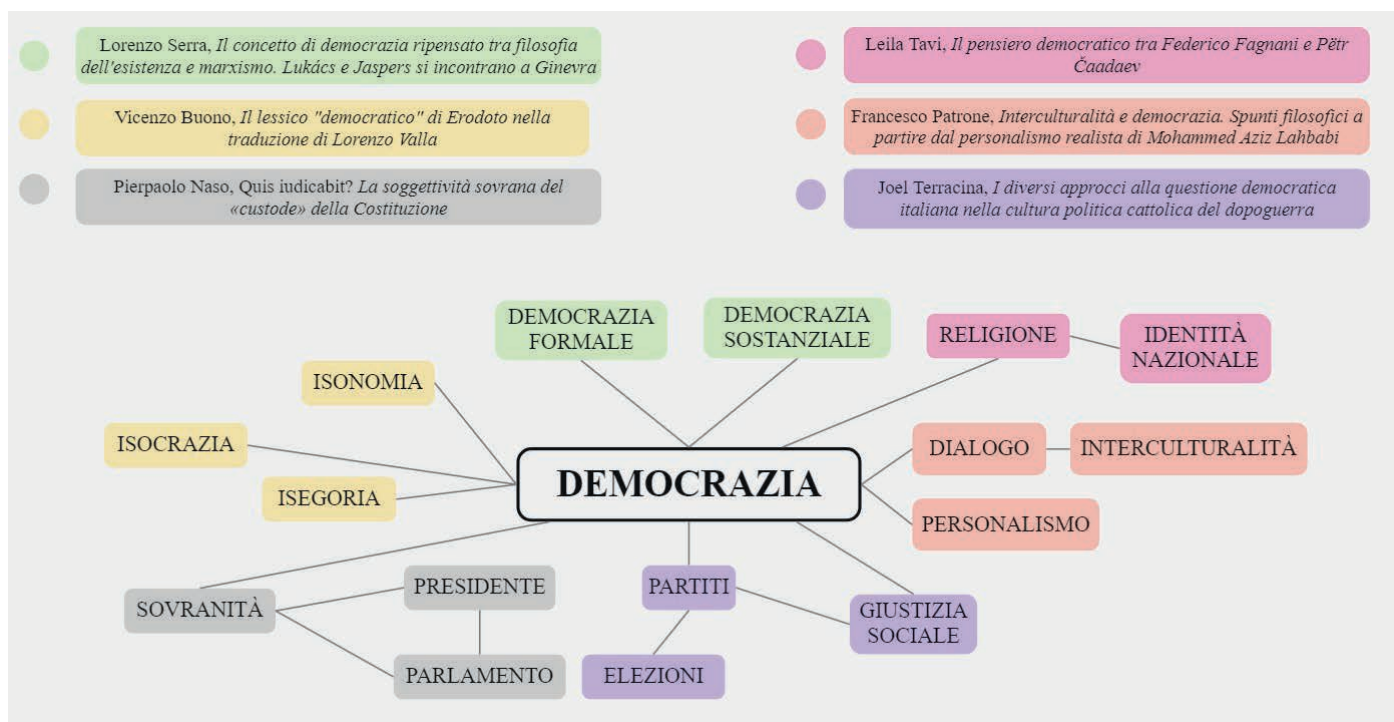 Lorenzo Serra, Il concetto di democrazia ripensato tra filosofia
dell'esistenza e marxismo. Lukács e Jaspers si incontrano a Ginevra
Vicenzo Buono, Il lessico "democratico" di Erodoto nella
traduzione di Lorenzo Valla
Pierpaolo Naso, Quis iudicabit? La soggettività sovrana del
«custode» della Costituzione
Leila Tavi, Il pensiero democratico tra Federico Fagnani e Pëtr
Čaadaev
Francesco Patrone, Interculturalità e democrazia. Spunti filosofici a
partire dal personalismo realista di Mohammed Aziz Lahbabi
Joel Terracina, I diversi approcci alla questione democratica
italiana nella cultura politica cattolica del dopoguerra
DEMOCRAZIA
FORMALE
DEMOCRAZIA
SOSTANZIALE
RELIGIONE
IDENTITÀ
NAZIONALE
ISONOMIA
ISOCRAZIA
ISEGORIA
DEMOCRAZIA
DIALOGO
INTERCULTURALITÀ
PERSONALISMO
SOVRANITÀ
PRESIDENTE
PARLAMENTO
PARTITI
ELEZIONI
GIUSTIZIA
SOCIALE